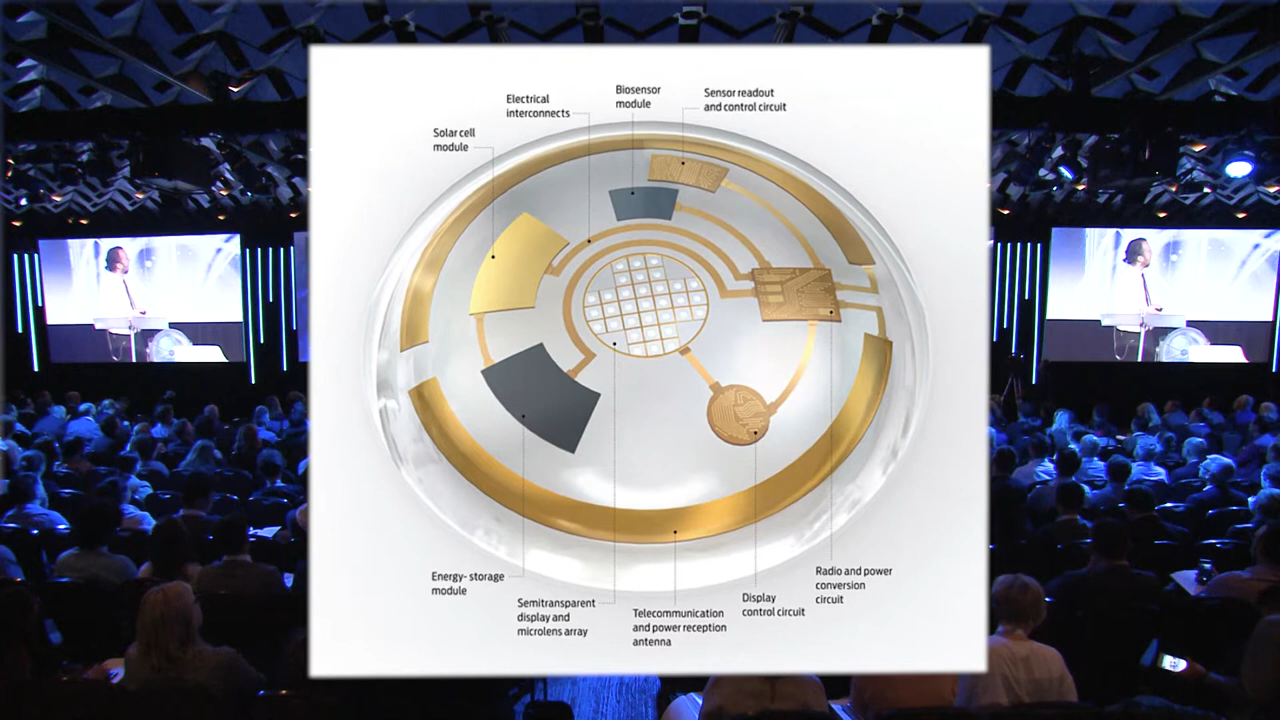 Biosensor
module
Sensor readout
and control circuit
Electrical
interconnects
Solar cell
module
Energy- storage
module
Semitransparent
display and
microlens array
Telecommunication
and power reception
antenna
Display
control circuit
Radio and power
conversion
circuit